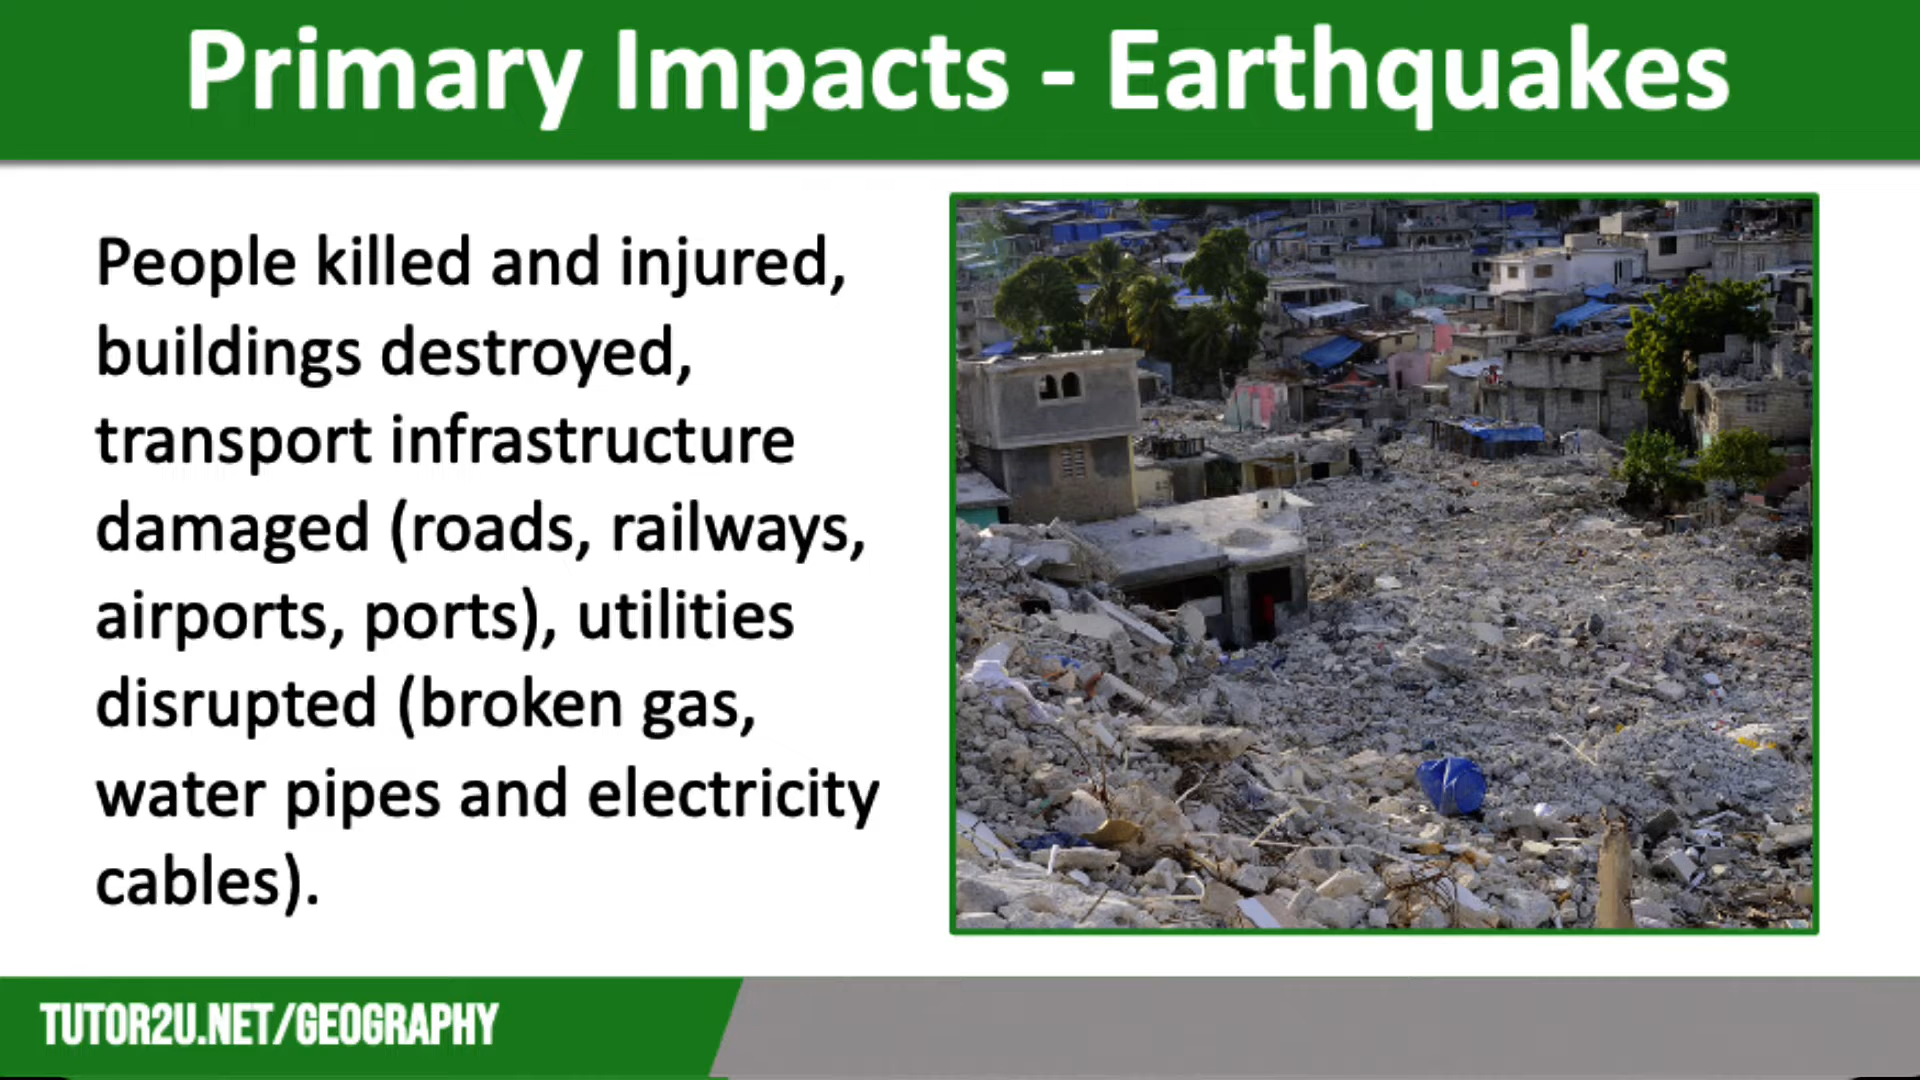 Primary Impacts - Earthquakes
People killed and injured,
buildings destroyed,
transport infrastructure
damaged (roads, railways,
airports, ports), utilities
disrupted (broken gas,
water pipes and electricity
cables).
TUTOR2U.NET/GEOGRAPHY